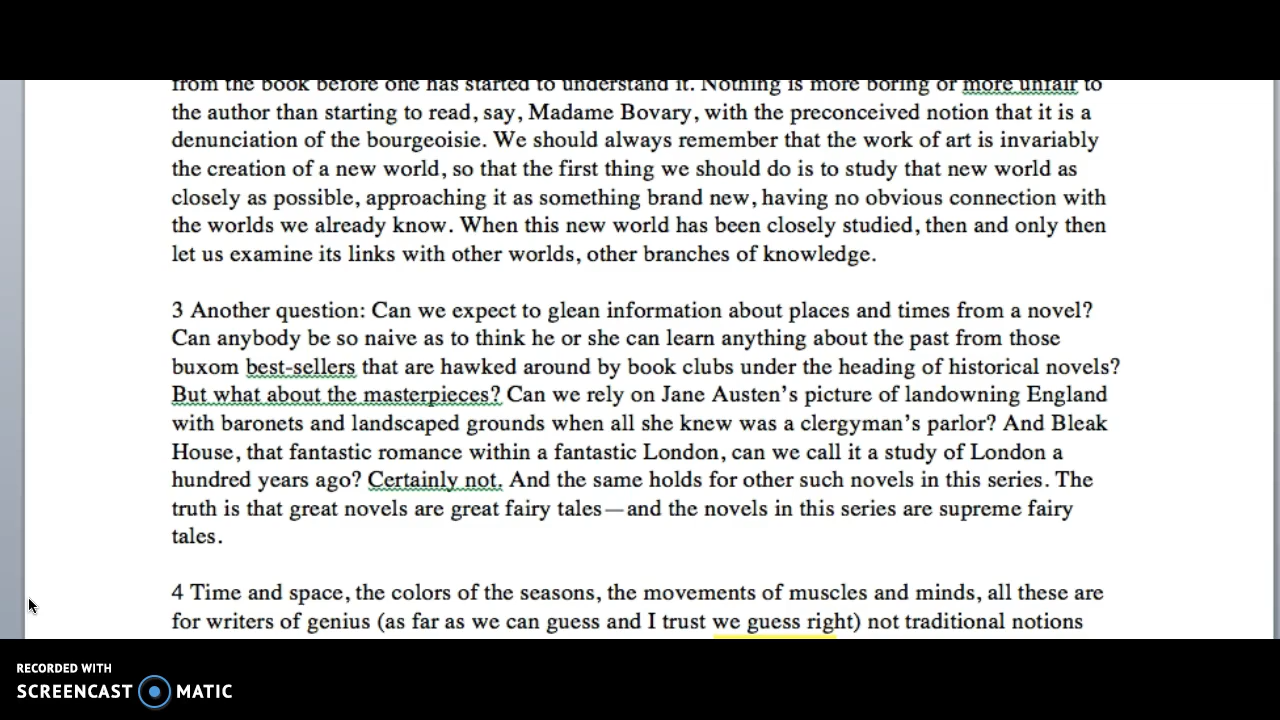 from the book before one has started to understand it. Nothing is more boring or more unfair to
the author than starting to read, say, Madame Bovary, with the preconceived notion that it is a
denunciation of the bourgeoisie. We should always remember that the work of art is invariably
the creation of a new world, so that the first thing we should do is to study that new world as
closely as possible, approaching it as something brand new, having no obvious connection with
the worlds we already know. When this new world has been closely studied, then and only then
let us examine its links with other worlds, other branches of knowledge.
3 Another question: Can we expect to glean information about places and times from a novel?
Can anybody be so naive as to think he or she can learn anything about the past from those
buxom best-sellers that are hawked around by book clubs under the heading of historical novels?
But what about the masterpieces? Can we rely on Jane Austen’s picture of landowning England
with baronets and landscaped grounds when all she knew was a clergyman’s parlor? And Bleak
House, that fantastic romance within a fantastic London, can we call it a study of London a
hundred years ago? Certainly not. And the same holds for other such novels in this series. The
truth is that great novels are great fairy tales—and the novels in this series are supreme fairy
tales.
4 Time and space, the colors of the seasons, the movements of muscles and minds, all these are
for writers of genius (as far as we can guess and I trust we guess right) not traditional notions
RECORDED WITH
SCREENCAST MATIC